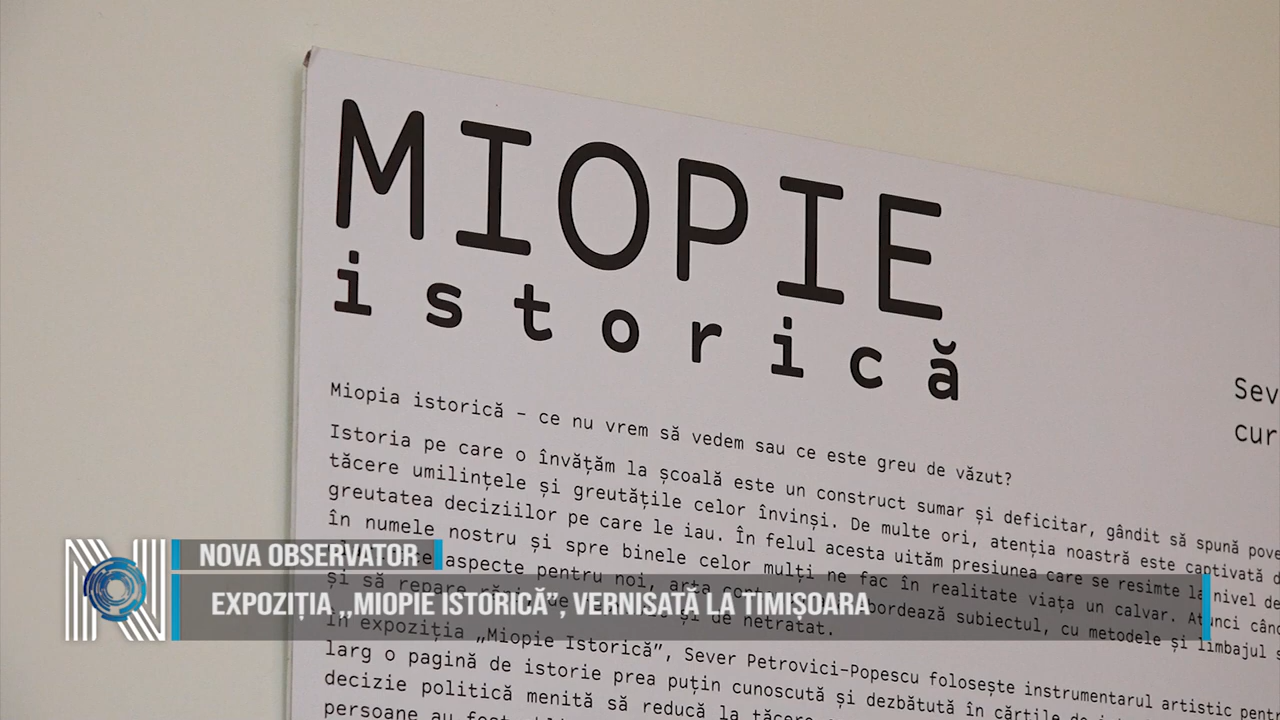 MIOPIE
istorică
Sev
cur
Miopia istorică – ce nu vrem să vedem sau ce este greu de văzut?
Istoria pe care o învățăm la școală este un construct sumar și deficitar, gândit să spună pove
tăcere umilințele și greutățile celor învinși. De multe ori, atenția noastră este captivată d
greutatea deciziilor pe care le iau. În felul acesta uităm presiunea care se resimte la nivel de
în numele nostru și spre binele celor mulți ne fac în realitate viața un calvar. Atunci cân
aspecte pentru noi, arta abordează subiectul, cu metodele și limbajul s
și să repare și de netratat.
În expoziția „Miopie Istorică”, Sever Petrovici-Popescu folosește instrumentarul artistic pent
larg o pagină de istorie prea puțin cunoscută și dezbătută în cărțile de
decizie politică menită să reducă la tăcere
persoane au fost
NOVA OBSERVATOR
EXPOZIȚIA ,,MIOPIE ISTORICĂ”, VERNISATĂ LA TIMIȘOARA